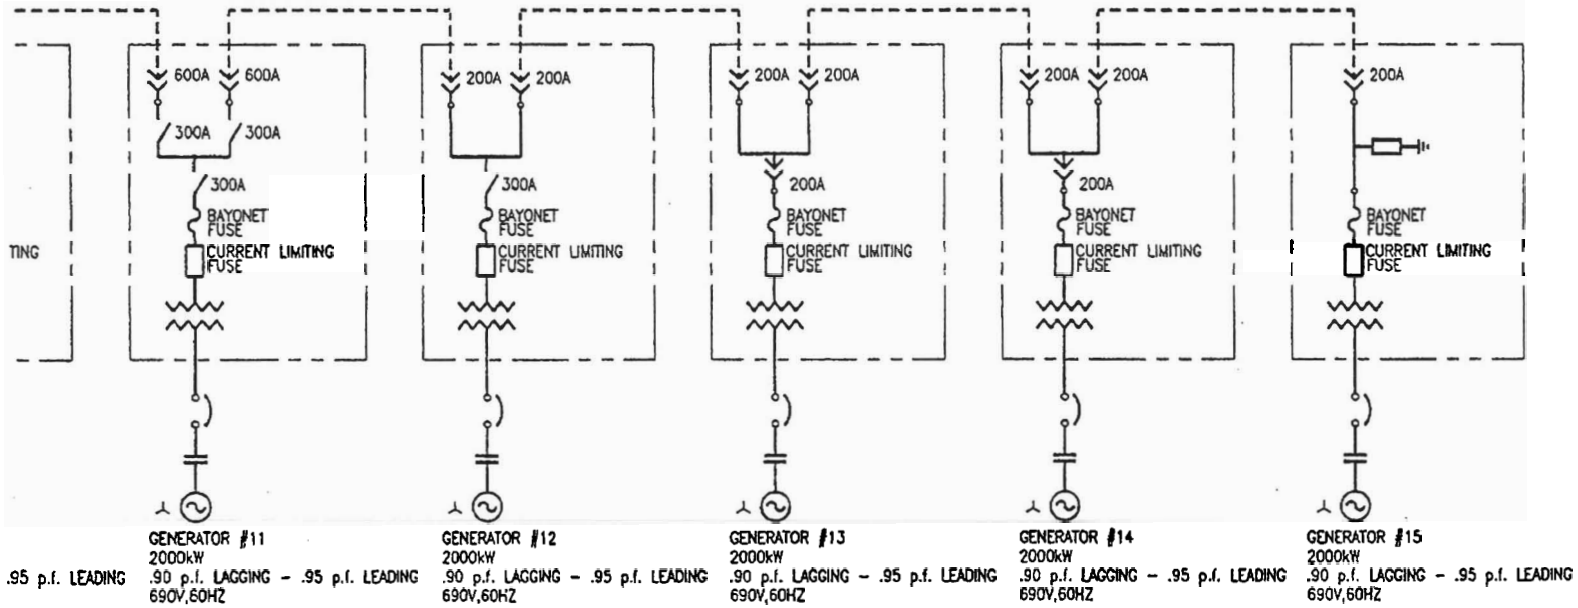 600A 600A 200A 200A 200A 200A 200A 200A 200A
300A 300A
300A 300A 200A 200A
BAYONET BAYONET BAYONET BAYONET BAYONET
FUSE FUSE FUSE FUSE FUSE
TING CURRENT LIMITING CURRENT LIMITING CURRENT LIMITING CURRENT LIMITING CURRENT LIMITING
FUSE FUSE FUSE FUSE FUSE
GENERATOR #11 GENERATOR #12 GENERATOR #13 GENERATOR #14 GENERATOR #15
2000kW 2000kW 2000kW 2000kW 2000kW
.95 p.f. LEADING .90 p.f. LAGGING - .95 p.f. LEADING .90 p.f. LAGGING - .95 p.f. LEADING .90 p.f. LAGGING - .95 p.f. LEADING .90 p.f. LAGGING - .95 p.f. LEADING .90 p.f. LAGGING - .95 p.f. LEADING
690V,60HZ 690V,60HZ 690V,60HZ 690V,60HZ 690V,60HZ